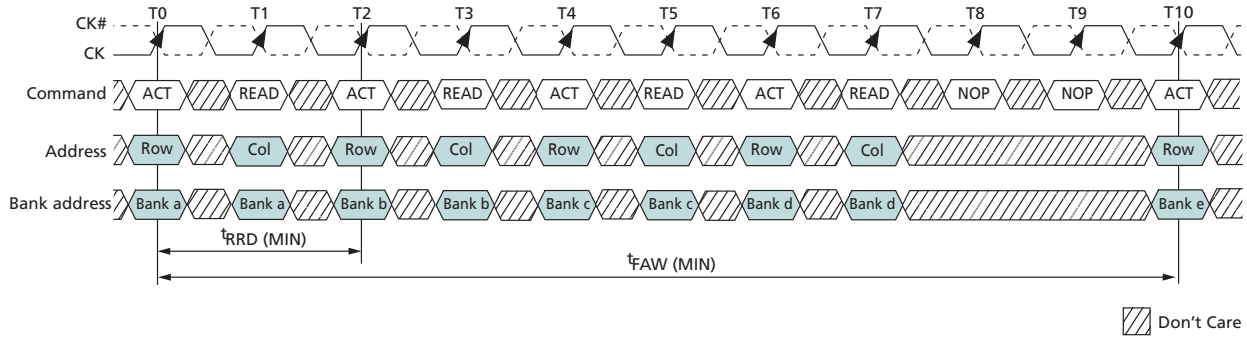 T0 T1 T2 T3 T4 T5 T6 T7 T8 T9 T10
CK#
CK
Command ACT READ ACT READ ACT READ ACT READ NOP NOP ACT
Address Row Col Row Col Row Col Row Col Row
Bank address Bank a Bank a Bank b Bank b Bank c Bank c Bank d Bank d Bank e
tRRD (MIN)
tFAW (MIN)
Don't Care